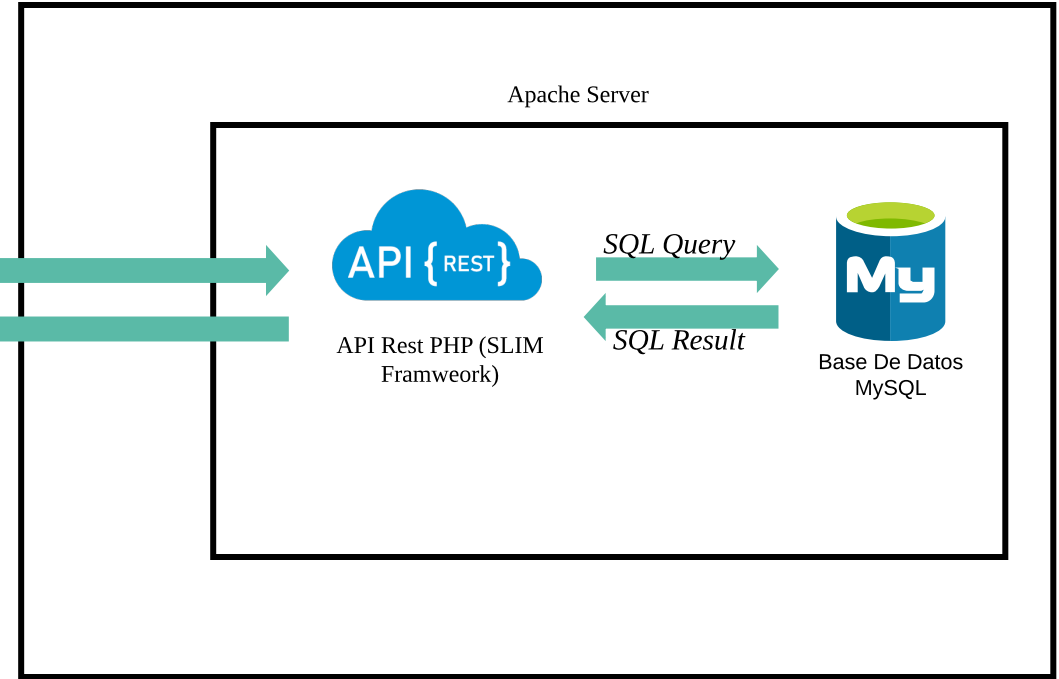 Apache Server
API {REST}
SQL Query
My
SQL Result
API Rest PHP (SLIM
Framweork)
Base De Datos
MySQL